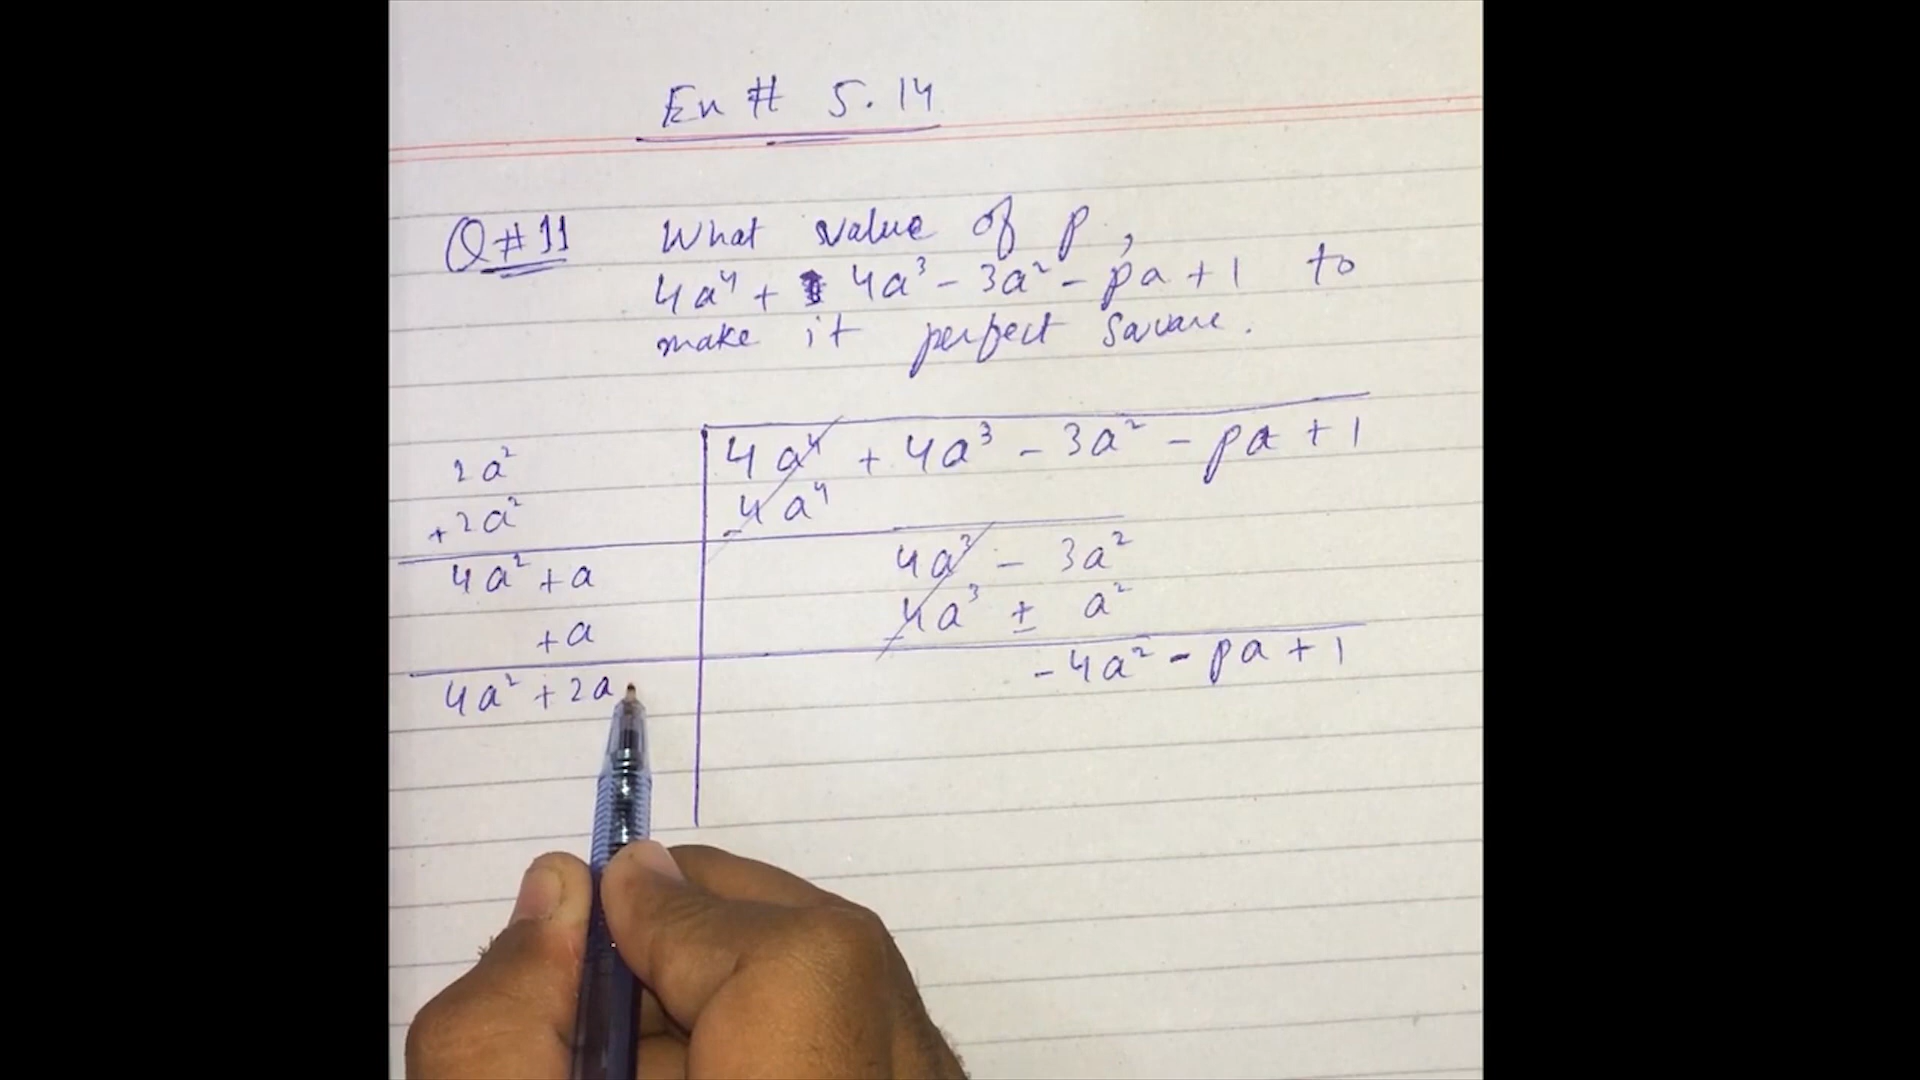 Ex # 5.14
Q#11 What value of p,
4a⁴ + 4a³ - 3a² - pa + 1 to
make it perfect Square.
2a²
+ 2a²
4a² + a
+ a
4a² + 2a
4a⁴ + 4a³ - 3a² - pa + 1
- 4a⁴
4a³ - 3a²
- 4a³ ± a²
- 4a² - pa + 1